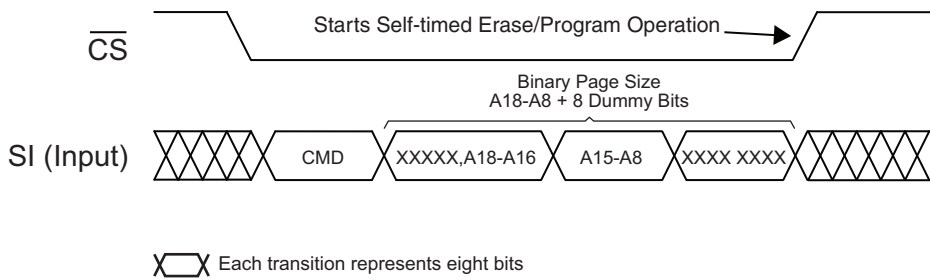 Starts Self-timed Erase/Program Operation
CS
Binary Page Size
A18-A8 + 8 Dummy Bits
SI (Input)
CMD
XXXXX,A18-A16
A15-A8
XXXX XXXX
Each transition represents eight bits